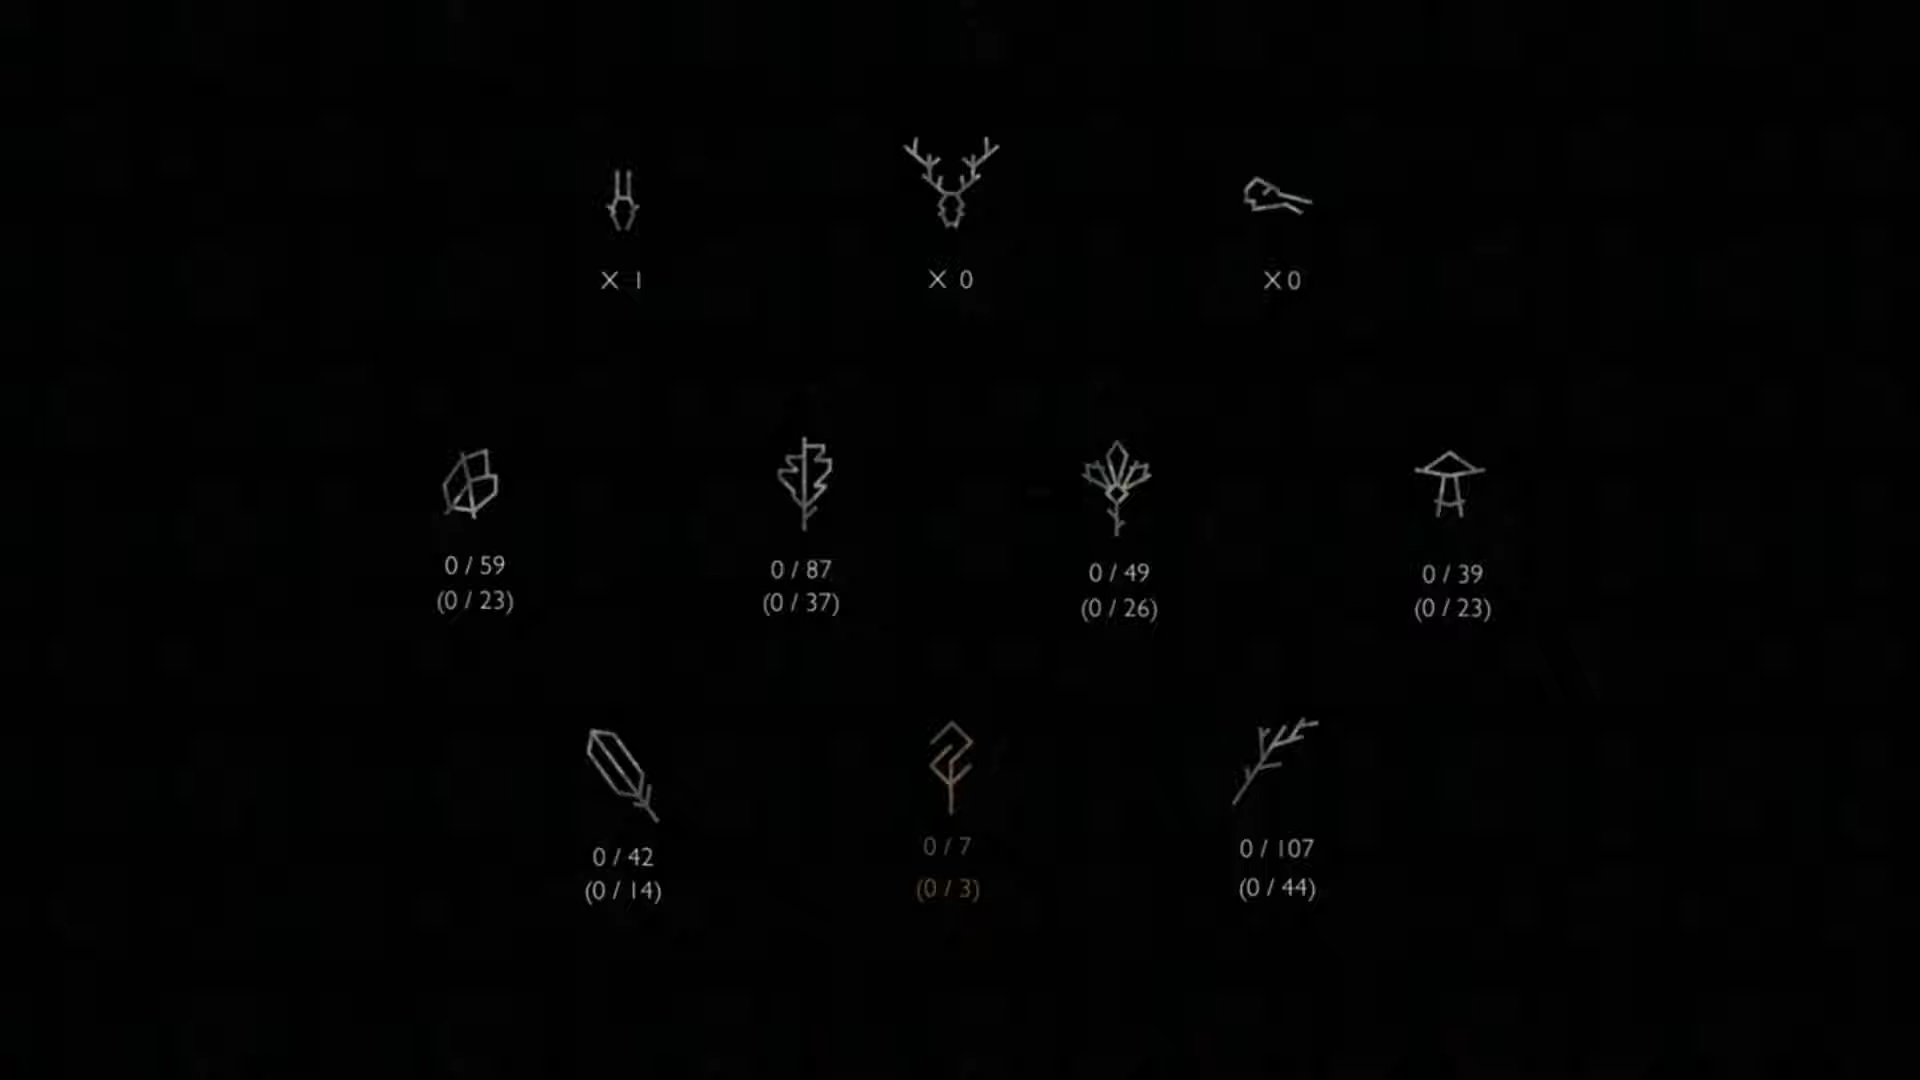 X 1
X 0
X 0
0 / 59
(0 / 23)
0 / 87
(0 / 37)
0 / 49
(0 / 26)
0 / 39
(0 / 23)
0 / 42
(0 / 14)
0 / 7
(0 / 3)
0 / 107
(0 / 44)